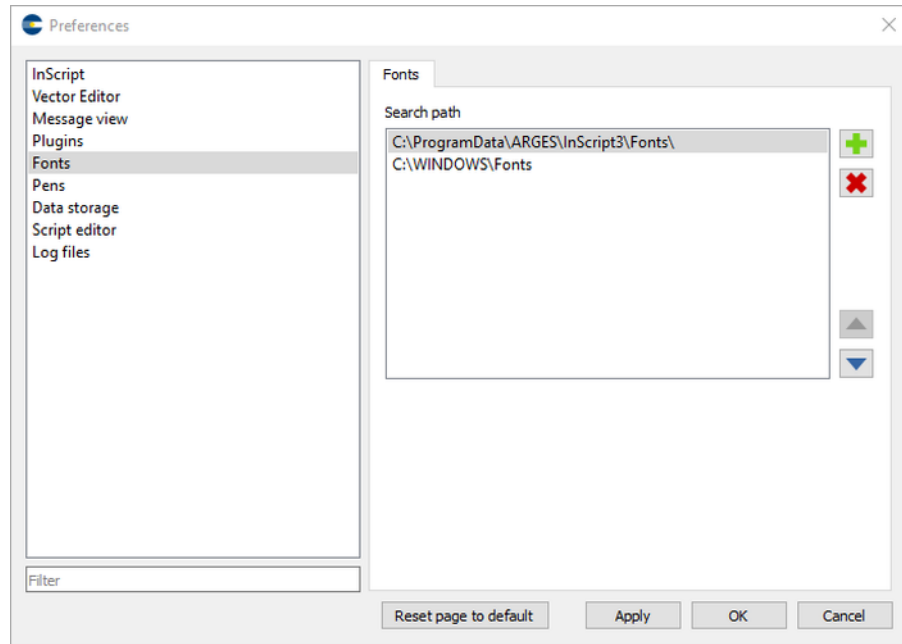 Preferences
InScript
Vector Editor
Message view
Plugins
Fonts
Pens
Data storage
Script editor
Log files
Filter
Fonts
Search path
C:\ProgramData\ARGES\InScript3\Fonts\
C:\WINDOWS\Fonts
Reset page to default
Apply
OK
Cancel